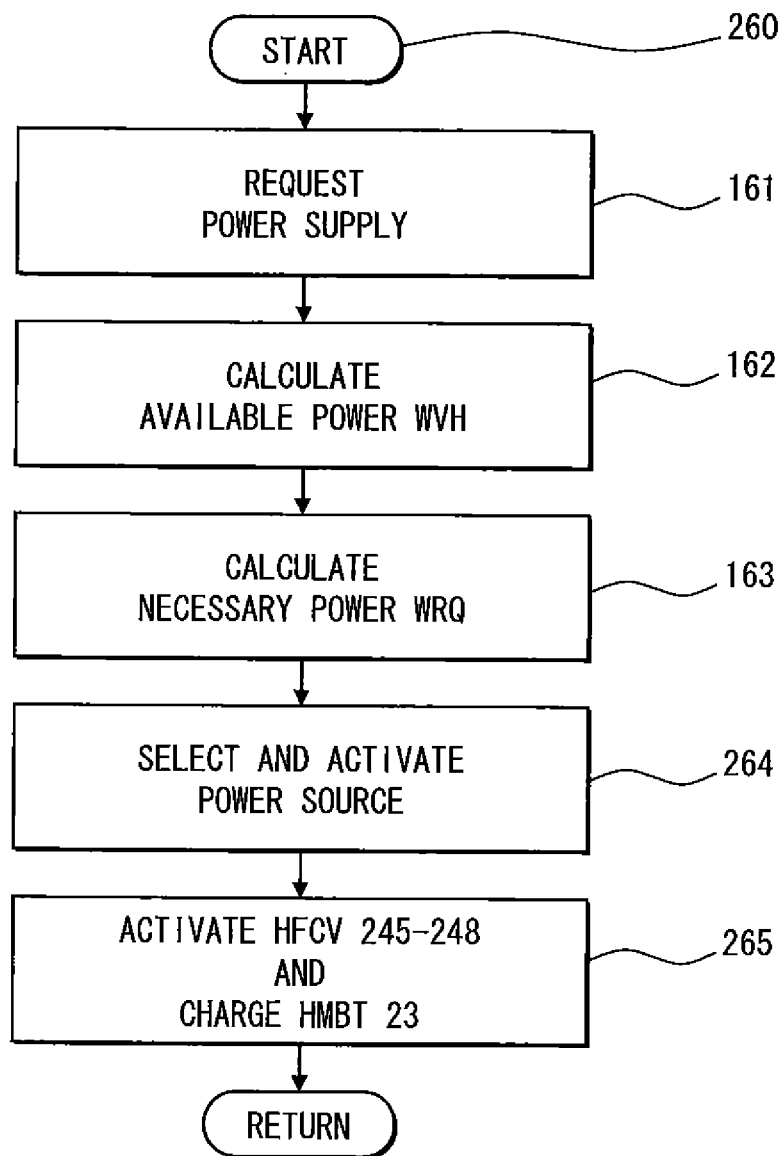 START
260
REQUEST
POWER SUPPLY
161
CALCULATE
AVAILABLE POWER WVH
162
CALCULATE
NECESSARY POWER WRQ
163
SELECT AND ACTIVATE
POWER SOURCE
264
ACTIVATE HFCV 245-248
AND
CHARGE HMBT 23
265
RETURN